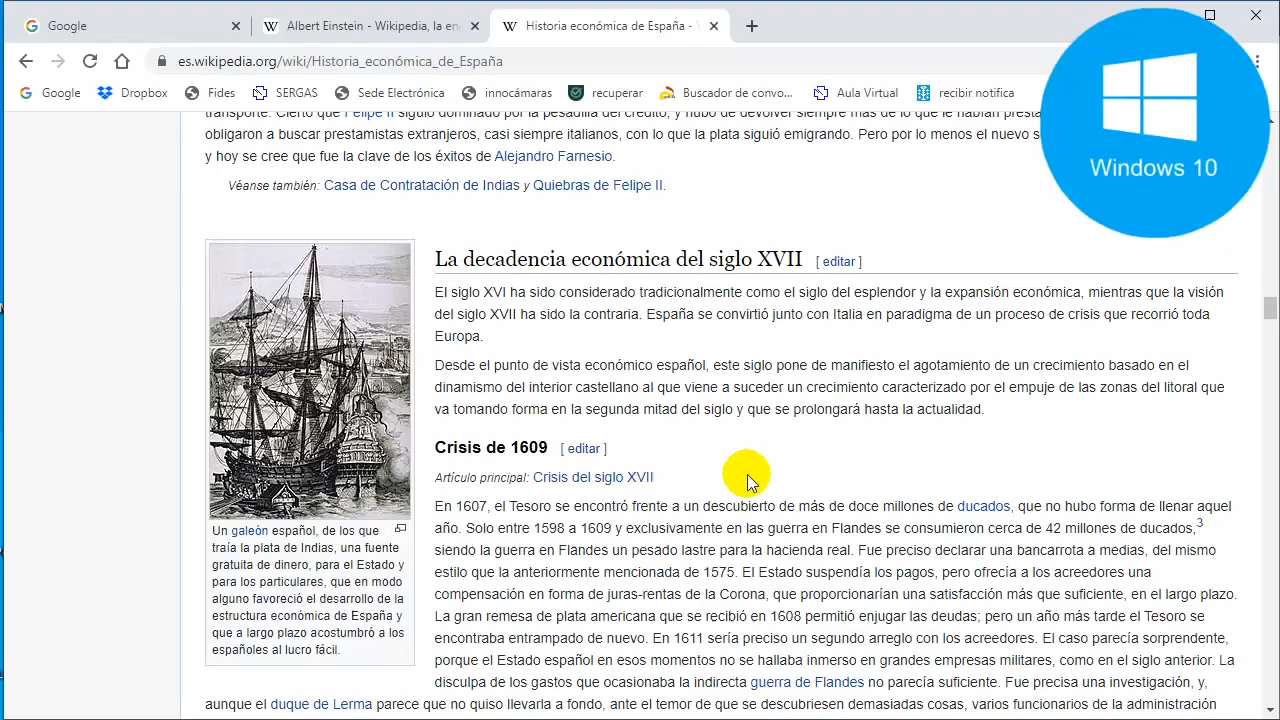 Google
Albert Einstein - Wikipedia, la en
Historia económica de España -
es.wikipedia.org/wiki/Historia_económica_de_España
Google
Dropbox
Fides
SERGAS
Sede Electrónica
innocámaras
recuperar
Buscador de convo...
Aula Virtual
recibir notifica
Windows 10
transporte. Cierto que Felipe II siguió dominado por la pesadilla del crédito, y hubo de devolver siempre más de lo que le habían
obligaron a buscar prestamistas extranjeros, casi siempre italianos, con lo que la plata siguió emigrando. Pero por lo menos el nuevo s
y hoy se cree que fue la clave de los éxitos de Alejandro Farnesio.
Véanse también: Casa de Contratación de Indias y Quiebras de Felipe II.
La decadencia económica del siglo XVII [ editar ]
El siglo XVI ha sido considerado tradicionalmente como el siglo del esplendor y la expansión económica, mientras que la visión
del siglo XVII ha sido la contraria. España se convirtió junto con Italia en paradigma de un proceso de crisis que recorrió toda
Europa.
Desde el punto de vista económico español, este siglo pone de manifiesto el agotamiento de un crecimiento basado en el
dinamismo del interior castellano al que viene a suceder un crecimiento caracterizado por el empuje de las zonas del litoral que
va tomando forma en la segunda mitad del siglo y que se prolongará hasta la actualidad.
Crisis de 1609 [ editar ]
Artículo principal: Crisis del siglo XVII
En 1607, el Tesoro se encontró frente a un descubierto de más de doce millones de ducados, que no hubo forma de llenar aquel
año. Solo entre 1598 a 1609 y exclusivamente en las guerra en Flandes se consumieron cerca de 42 millones de ducados,3
siendo la guerra en Flandes un pesado lastre para la hacienda real. Fue preciso declarar una bancarrota a medias, del mismo
estilo que la anteriormente mencionada de 1575. El Estado suspendía los pagos, pero ofrecía a los acreedores una
compensación en forma de juras-rentas de la Corona, que proporcionarían una satisfacción más que suficiente, en el largo plazo.
La gran remesa de plata americana que se recibió en 1608 permitió enjugar las deudas; pero un año más tarde el Tesoro se
encontraba entrampado de nuevo. En 1611 sería preciso un segundo arreglo con los acreedores. El caso parecía sorprendente,
porque el Estado español en esos momentos no se hallaba inmerso en grandes empresas militares, como en el siglo anterior. La
disculpa de los gastos que ocasionaba la indirecta guerra de Flandes no parecía suficiente. Fue precisa una investigación, y,
aunque el duque de Lerma parece que no quiso llevarla a fondo, ante el temor de que se descubriesen demasiadas cosas, varios funcionarios de la administración
Un galeón español, de los que
traía la plata de Indias, una fuente
gratuita de dinero, para el Estado y
para los particulares, que en modo
alguno favoreció el desarrollo de la
estructura económica de España y
que a largo plazo acostumbró a los
españoles al lucro fácil.